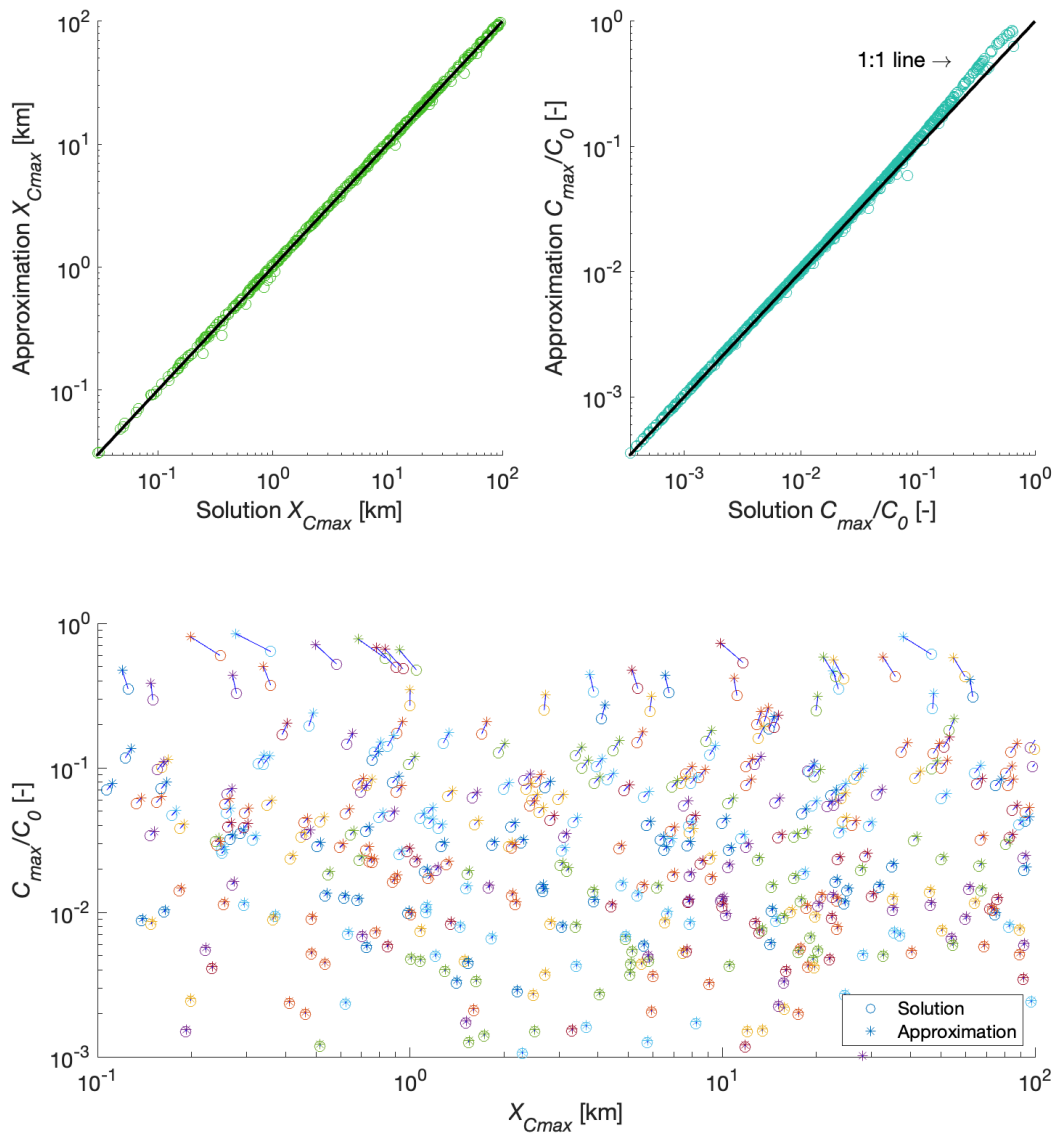 10^2
10^1
10^0
10^-1
Approximation X_Cmax [km]
10^-1 10^0 10^1 10^2
Solution X_Cmax [km]
10^0
10^-1
10^-2
10^-3
Approximation C_max/C_0 [-]
1:1 line →
10^-3 10^-2 10^-1 10^0
Solution C_max/C_0 [-]
10^0
10^-1
10^-2
10^-3
C_max/C_0 [-]
Solution
Approximation
10^-1 10^0 10^1 10^2
X_Cmax [km]